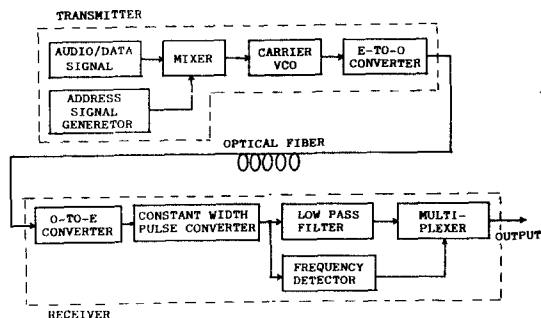 TRANSMITTER
AUDIO/DATA
SIGNAL
MIXER
CARRIER
VCO
E-TO-O
CONVERTER
ADDRESS
SIGNAL
GENERETOR
OPTICAL FIBER
O-TO-E
CONVERTER
CONSTANT WIDTH
PULSE CONVERTER
LOW PASS
FILTER
MULTI-
PLEXER
OUTPUT
FREQUENCY
DETECTOR
RECEIVER